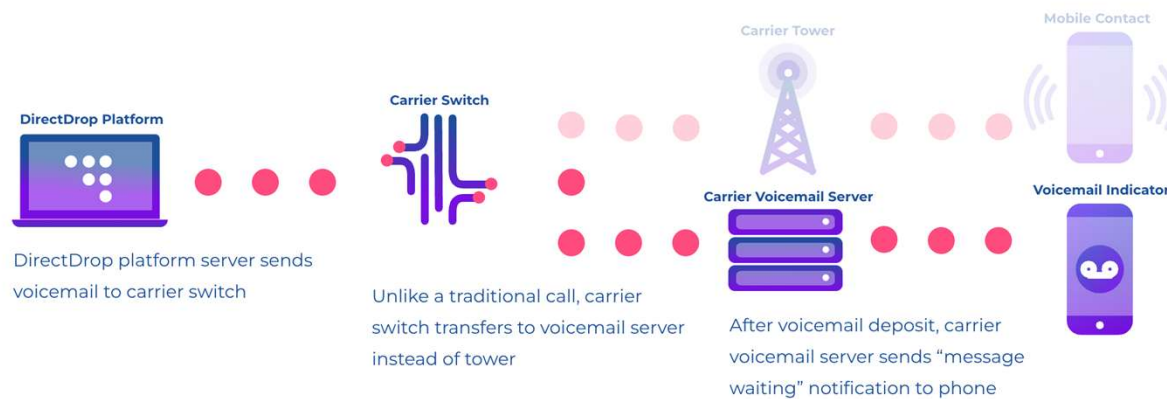 Mobile Contact
Carrier Tower
Carrier Switch
DirectDrop Platform
Carrier Voicemail Server
Voicemail Indicator
DirectDrop platform server sends
voicemail to carrier switch
Unlike a traditional call, carrier
switch transfers to voicemail server
instead of tower
After voicemail deposit, carrier
voicemail server sends “message
waiting” notification to phone